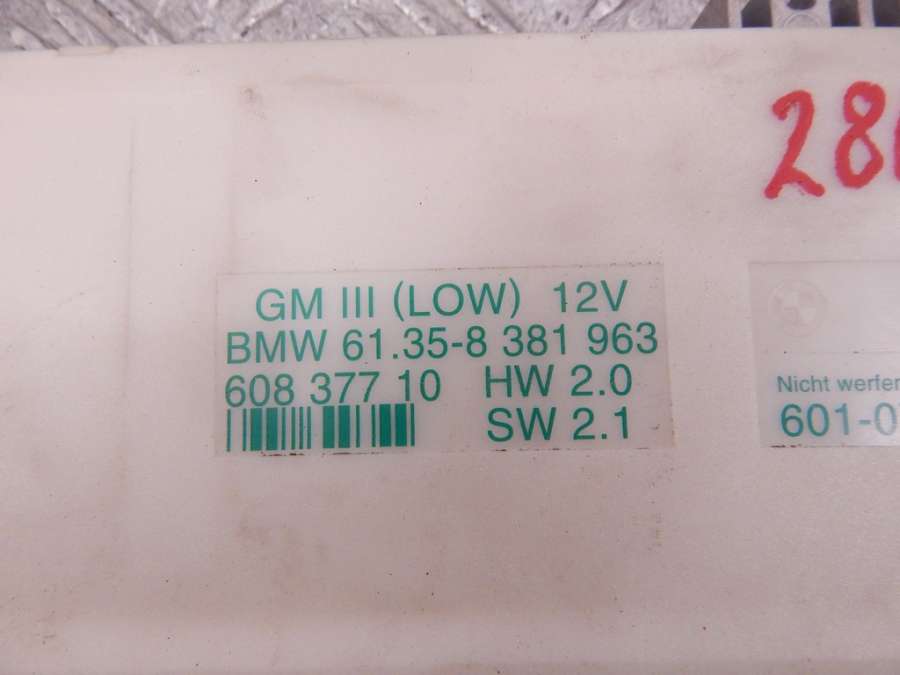 GM III (LOW) 12V
BMW 61.35-8 381 963
608 377 10 HW 2.0
SW 2.1
Nicht werfen
601-0
28